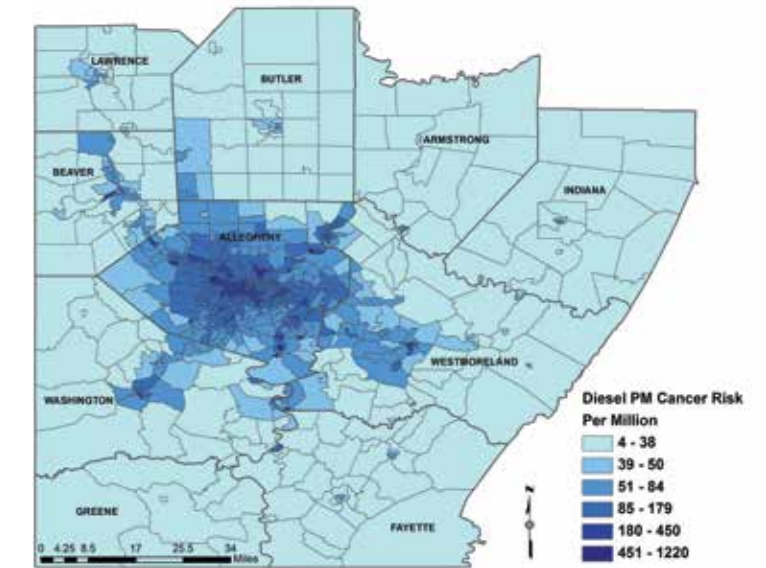 LAWRENCE
BUTLER
ARMSTRONG
BEAVER
INDIANA
ALLEGHENY
WESTMORELAND
WASHINGTON
GREENE
FAYETTE
Diesel PM Cancer Risk
Per Million
4 - 38
39 - 50
51 - 84
85 - 179
180 - 450
451 - 1220
N
0 4.25 8.5 17 25.5 34
Miles